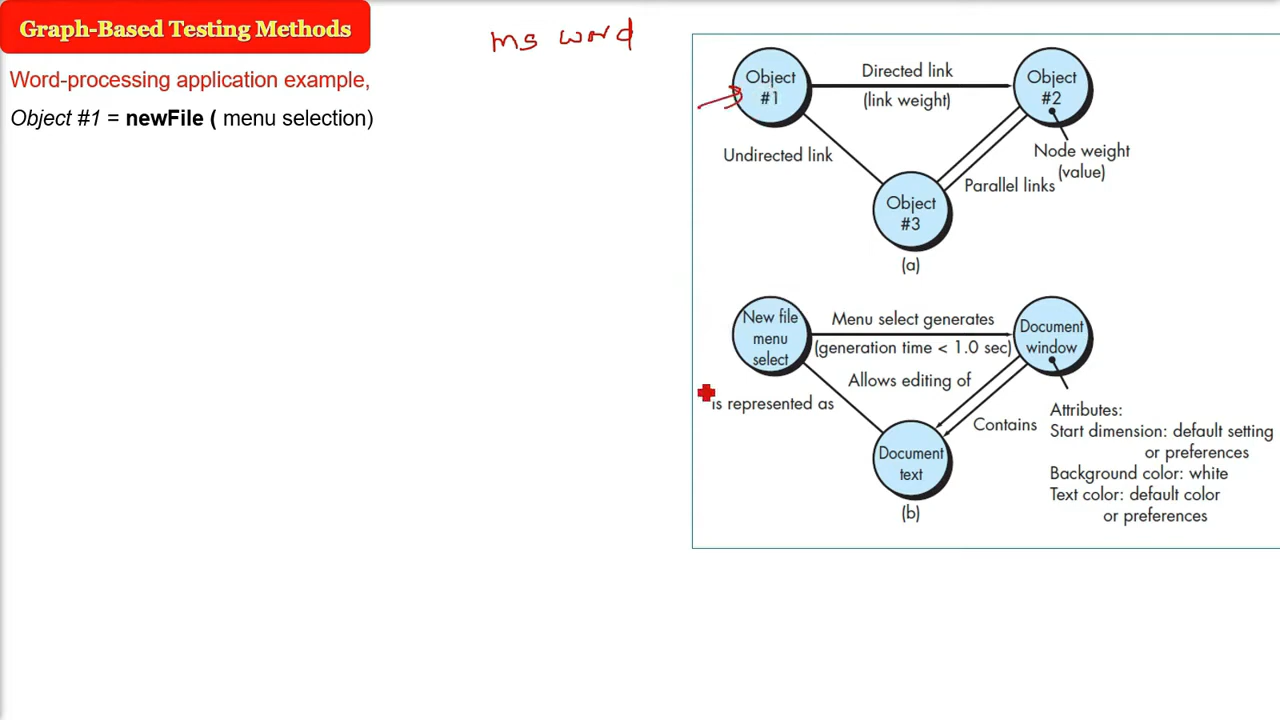 Graph-Based Testing Methods
ms word
Word-processing application example,
Object #1 = newFile ( menu selection)
Object
#1
Directed link
(link weight)
Object
#2
Undirected link
Node weight
(value)
Parallel links
Object
#3
(a)
New file
menu
select
Menu select generates
(generation time < 1.0 sec)
Document
window
Allows editing of
is represented as
Contains
Attributes:
Start dimension: default setting
or preferences
Background color: white
Text color: default color
or preferences
Document
text
(b)